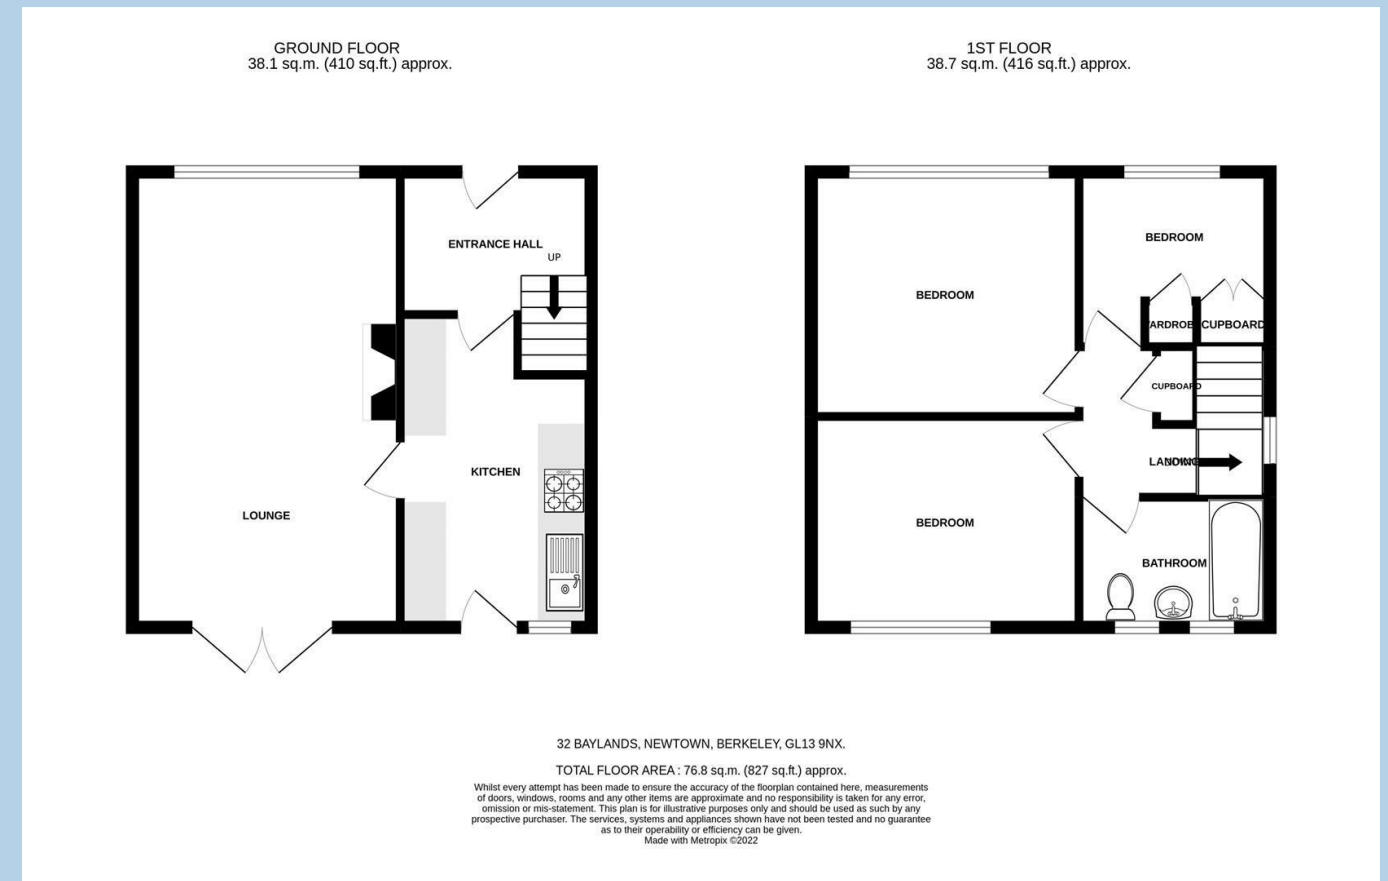 GROUND FLOOR
38.1 sq.m. (410 sq.ft.) approx.
1ST FLOOR
38.7 sq.m. (416 sq.ft.) approx.
ENTRANCE HALL
UP
KITCHEN
LOUNGE
BEDROOM
BEDROOM
CUPBOARD
CUPBOARD
LANDING
BEDROOM
BATHROOM
32 BAYLANDS, NEWTOWN, BERKELEY, GL13 9NX.
TOTAL FLOOR AREA : 76.8 sq.m. (827 sq.ft.) approx.
Whilst every attempt has been made to ensure the accuracy of the floorplan contained here, measurements
of doors, windows, rooms and any other items are approximate and no responsibility is taken for any error,
omission or mis-statement. This plan is for illustrative purposes only and should be used as such by any
prospective purchaser. The services, systems and appliances shown have not been tested and no guarantee
as to their operability or efficiency can be given.
Made with Metropix ©2022